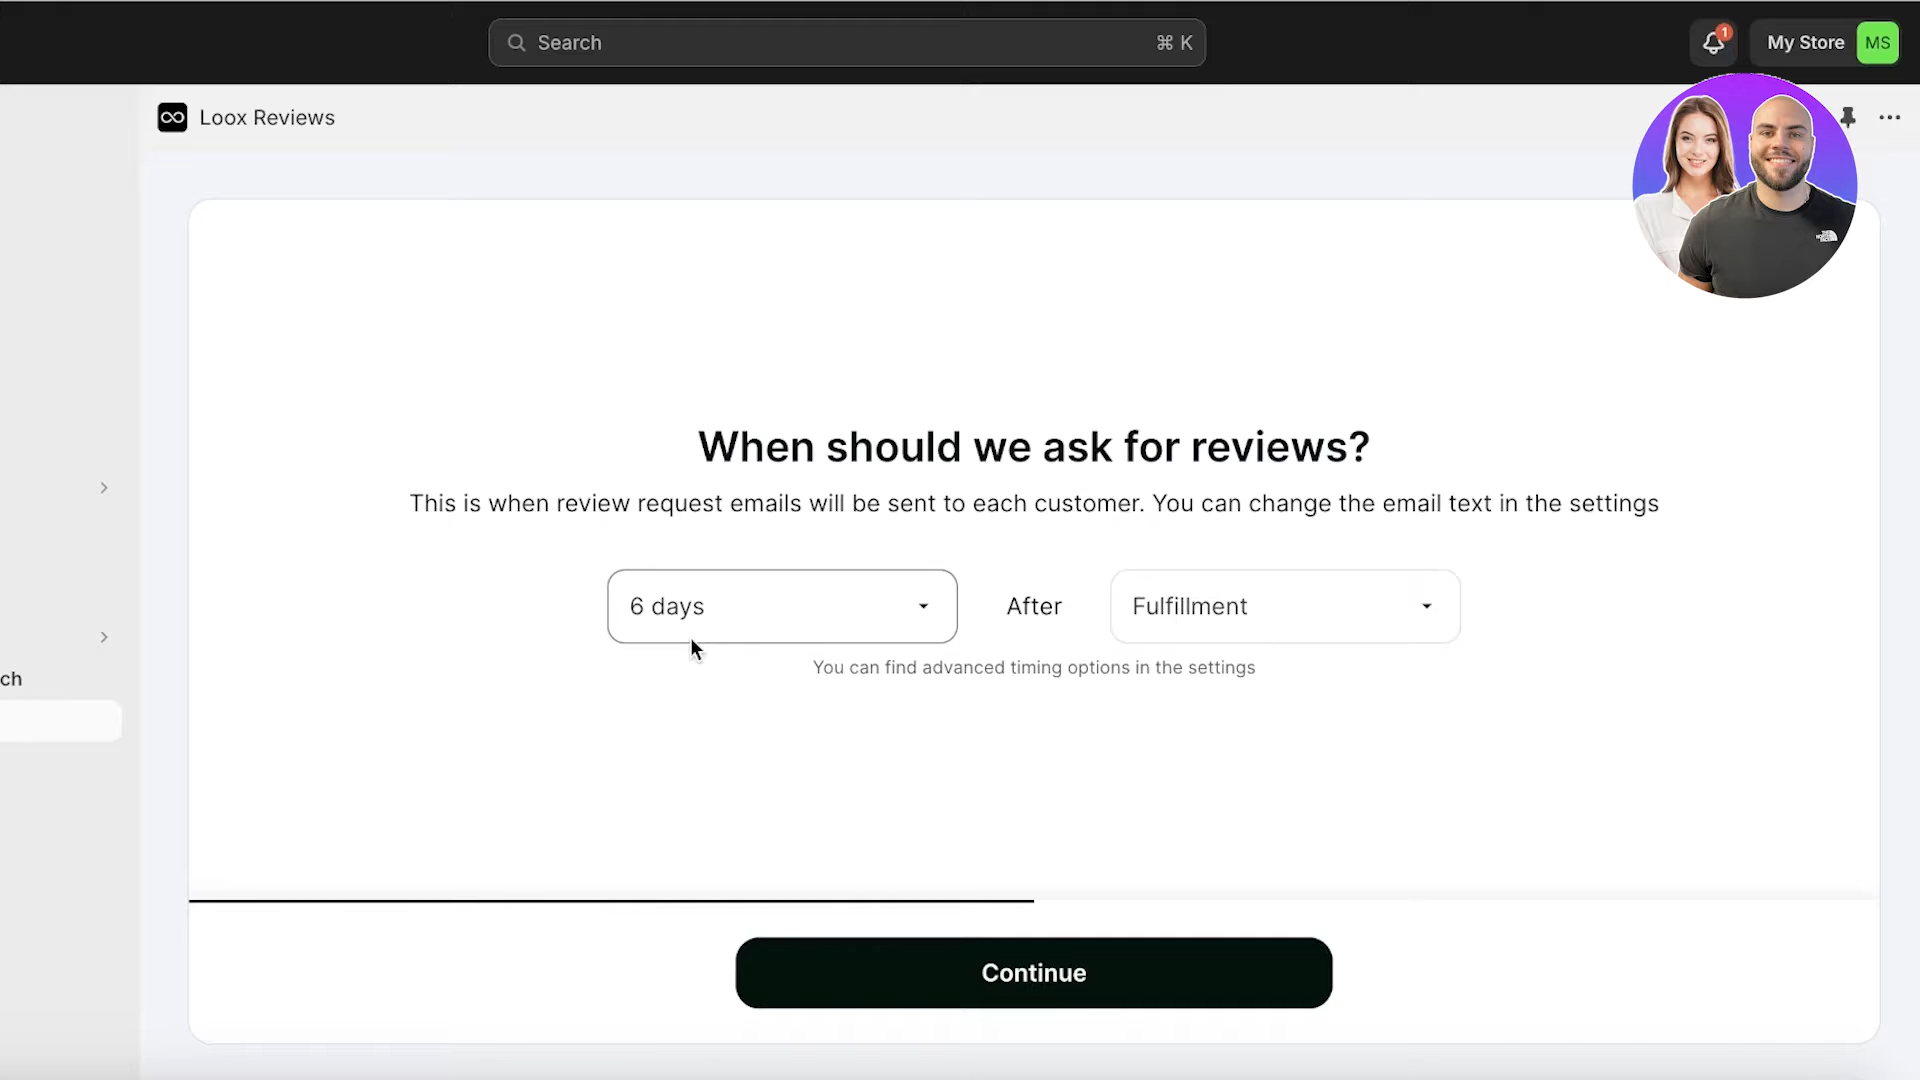 Search
⌘ K
1
My Store
MS
Loox Reviews
When should we ask for reviews?
This is when review request emails will be sent to each customer. You can change the email text in the settings
6 days
After
Fulfillment
You can find advanced timing options in the settings
ch
Continue